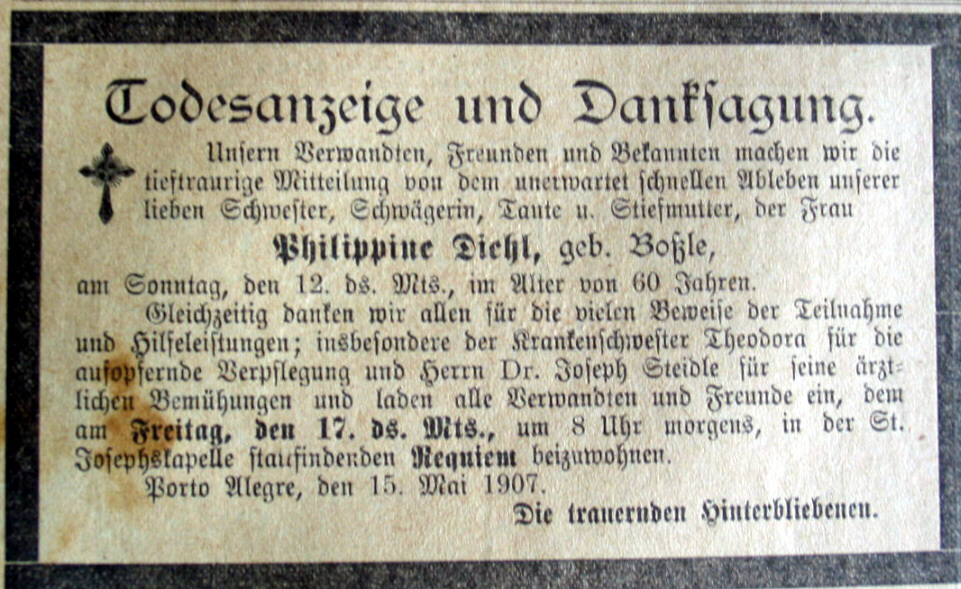 Todesanzeige und Danksagung.
Unsern Verwandten, Freunden und Bekannten machen wir die
tieftraurige Mitteilung von dem unerwartet schnellen Ableben unserer
lieben Schwester, Schwägerin, Tante u. Stiefmutter, der Frau
Philippine Diehl, geb. Boßle,
am Sonntag, den 12. ds. Mts., im Alter von 60 Jahren.
Gleichzeitig danken wir allen für die vielen Beweise der Teilnahme
und Hilfeleistungen; insbesondere der Krankenschwester Theodora für die
aufopfernde Verpflegung und Herrn Dr. Joseph Steidle für seine ärzt-
lichen Bemühungen und laden alle Verwandten und Freunde ein, dem
am Freitag, den 17. ds. Mts., um 8 Uhr morgens, in der St.
Josephskapelle staufindenden Requiem beizuwohnen.
Porto Alegre, den 15. Mai 1907.
Die trauernden Hinterbliebenen.